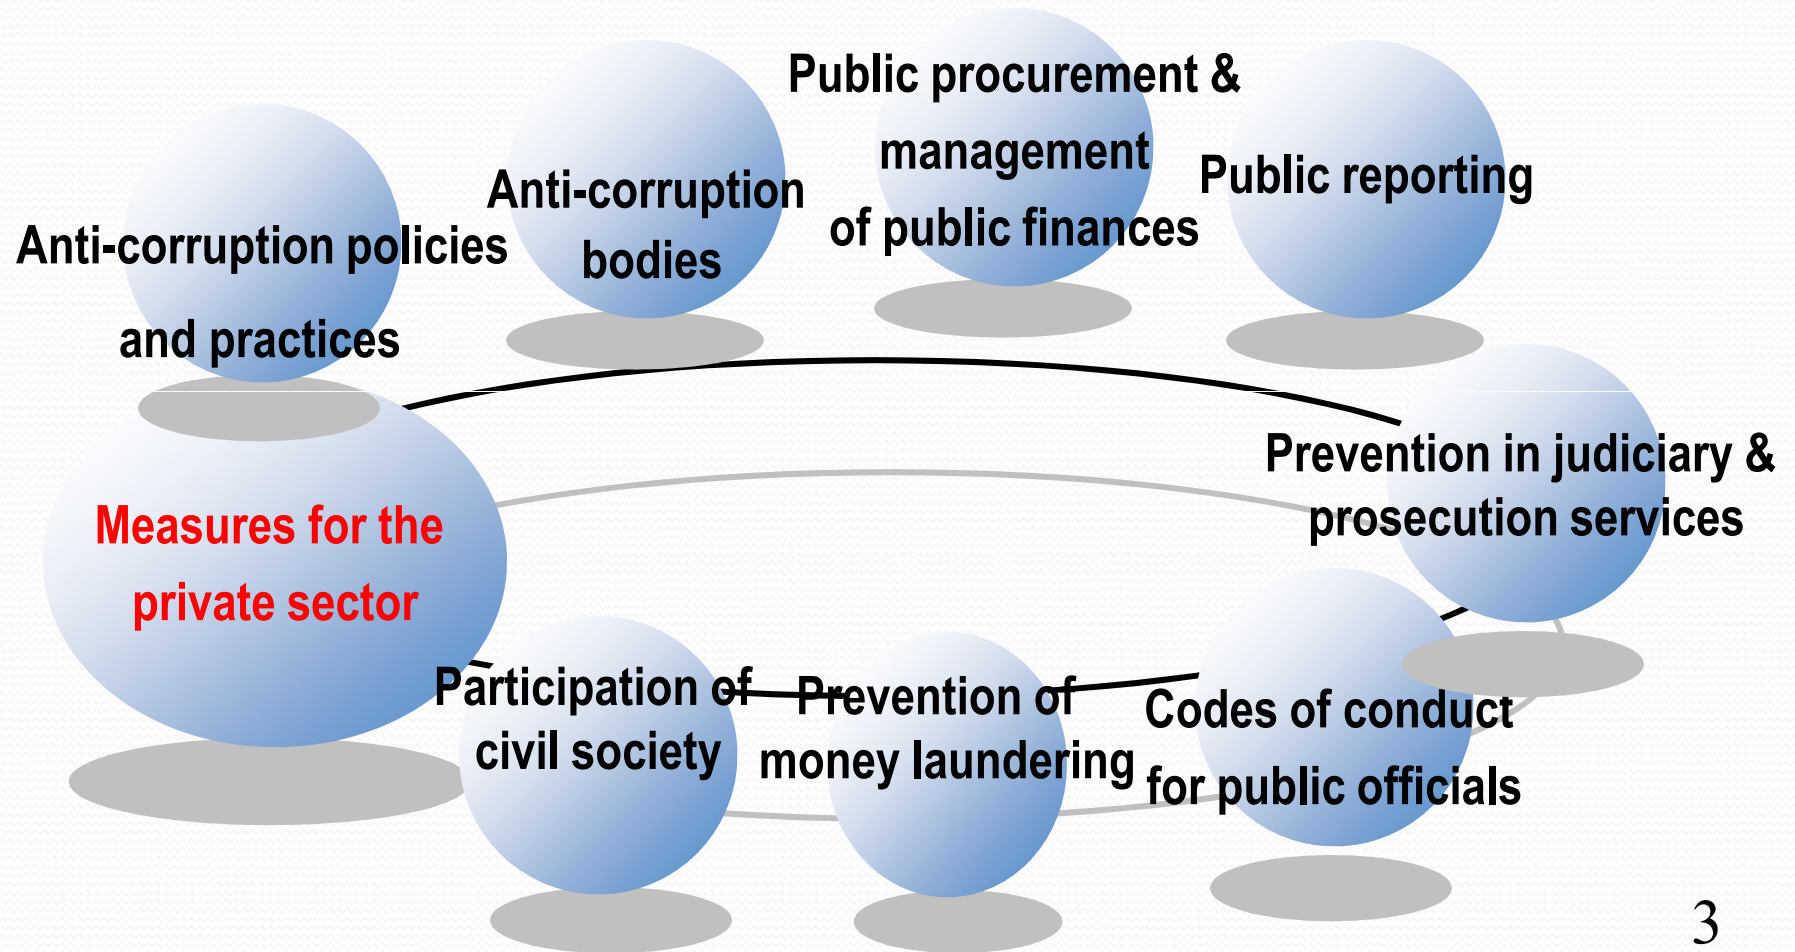 Public procurement &
management
of public finances
Anti-corruption
bodies
Public reporting
Anti-corruption policies
and practices
Prevention in judiciary &
prosecution services
Measures for the
private sector
Participation of
civil society
Prevention of
money laundering
Codes of conduct
for public officials
3